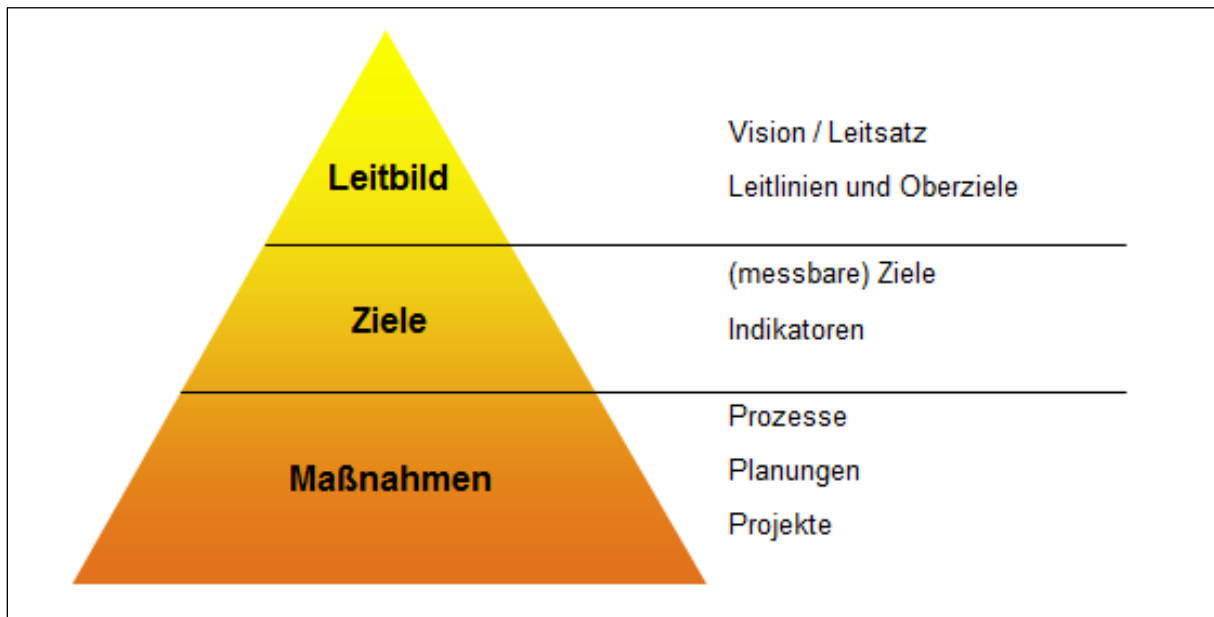 Leitbild
Vision / Leitsatz
Leitlinien und Oberziele
Ziele
(messbare) Ziele
Indikatoren
Maßnahmen
Prozesse
Planungen
Projekte